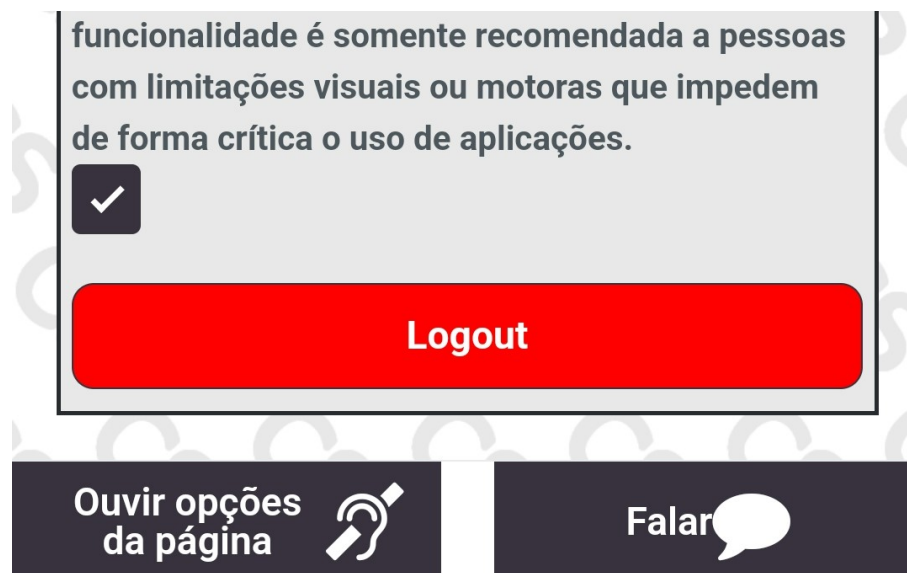 funcionalidade é somente recomendada a pessoas
com limitações visuais ou motoras que impedem
de forma crítica o uso de aplicações.
Logout
Ouvir opções
da página
Falar